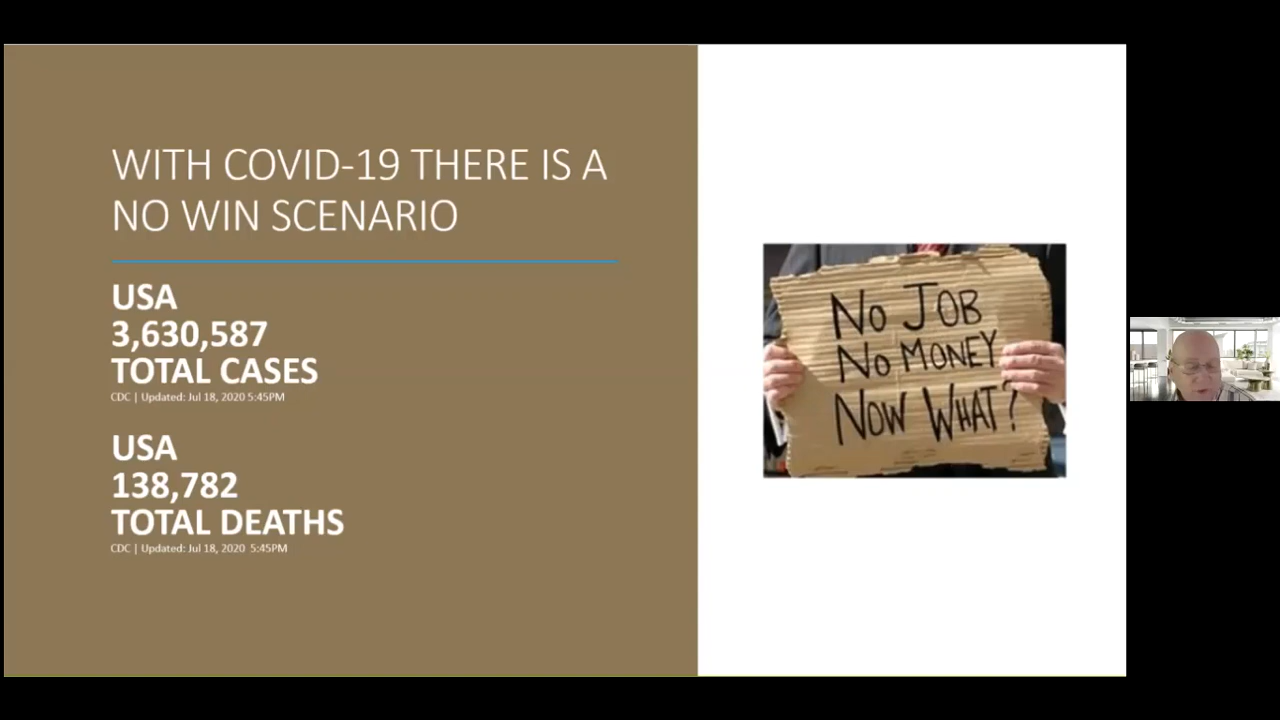 WITH COVID-19 THERE IS A
NO WIN SCENARIO
USA
3,630,587
TOTAL CASES
CDC | Updated: Jul 18, 2020 5:45PM
USA
138,782
TOTAL DEATHS
CDC | Updated: Jul 18, 2020 5:45PM
NO JOB
NO MONEY
NOW WHAT?